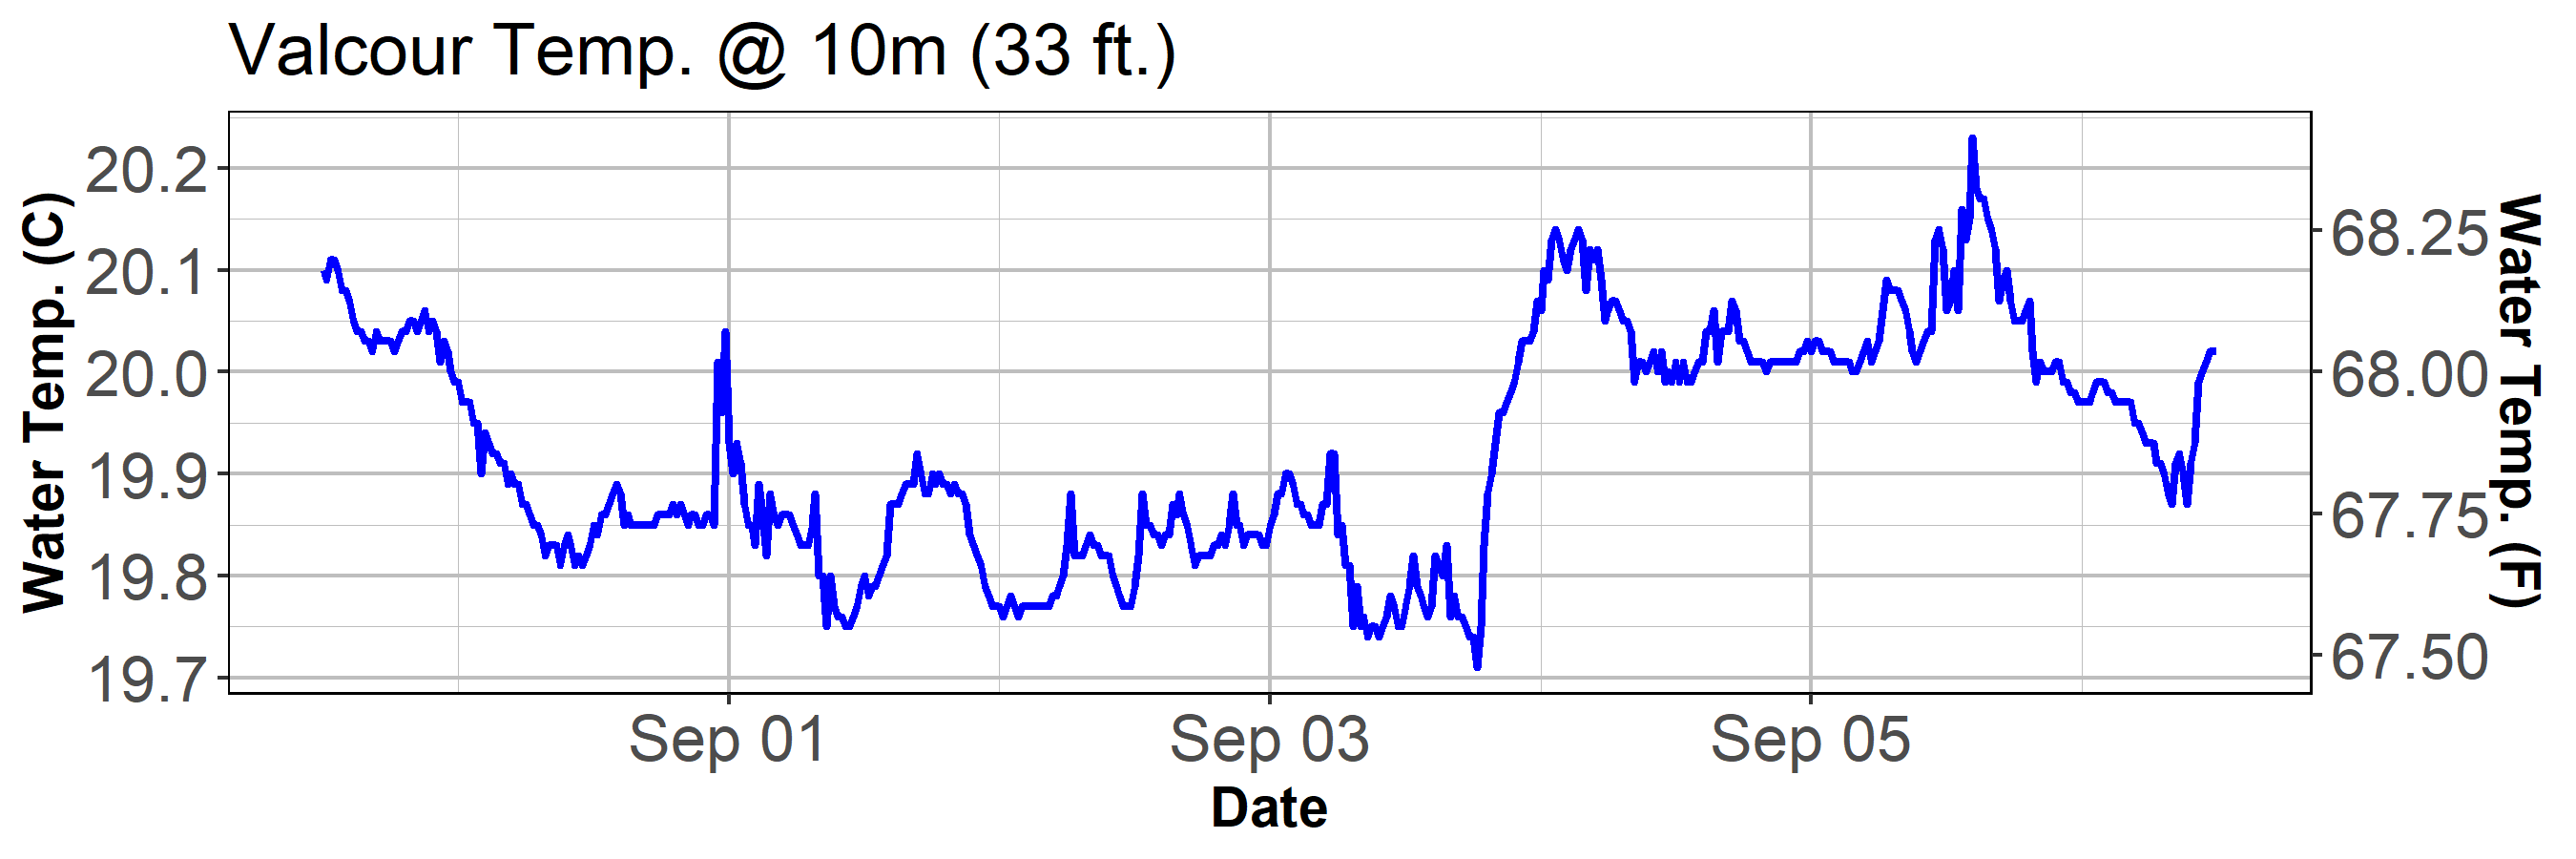 Valcour Temp. @ 10m (33 ft.)
Water Temp. (C)
20.2
20.1
20.0
19.9
19.8
19.7
68.25
68.00
67.75
67.50
Water Temp. (F)
Sep 01
Sep 03
Sep 05
Date